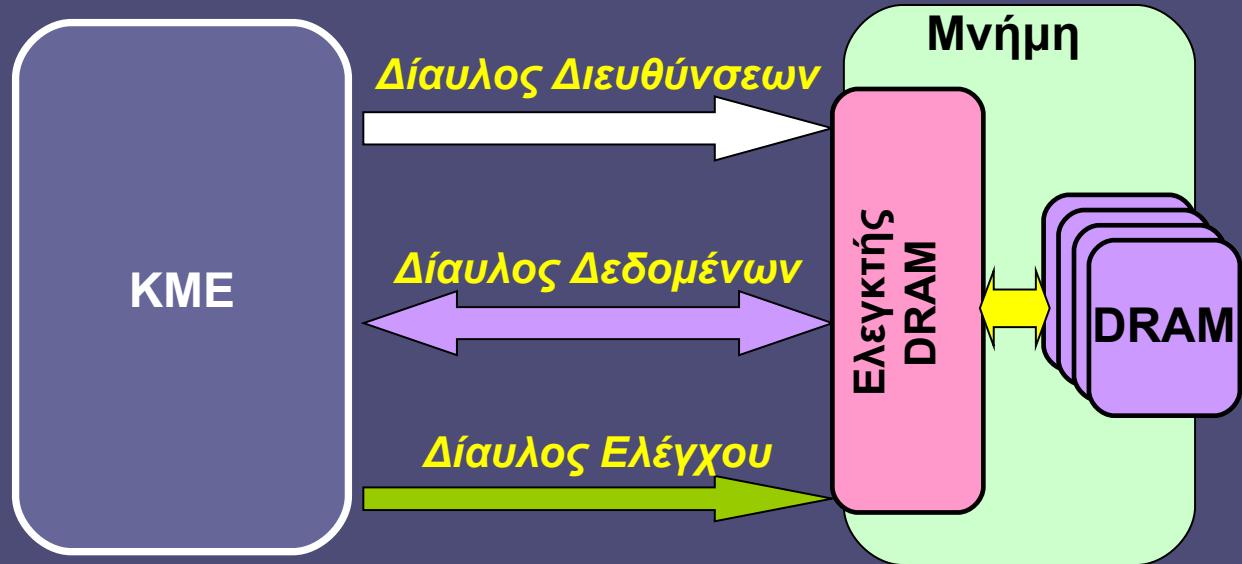 Μνήμη
Δίαυλος Διευθύνσεων
ΚΜΕ
Δίαυλος Δεδομένων
Ελεγκτής
DRAM
DRAM
Δίαυλος Ελέγχου